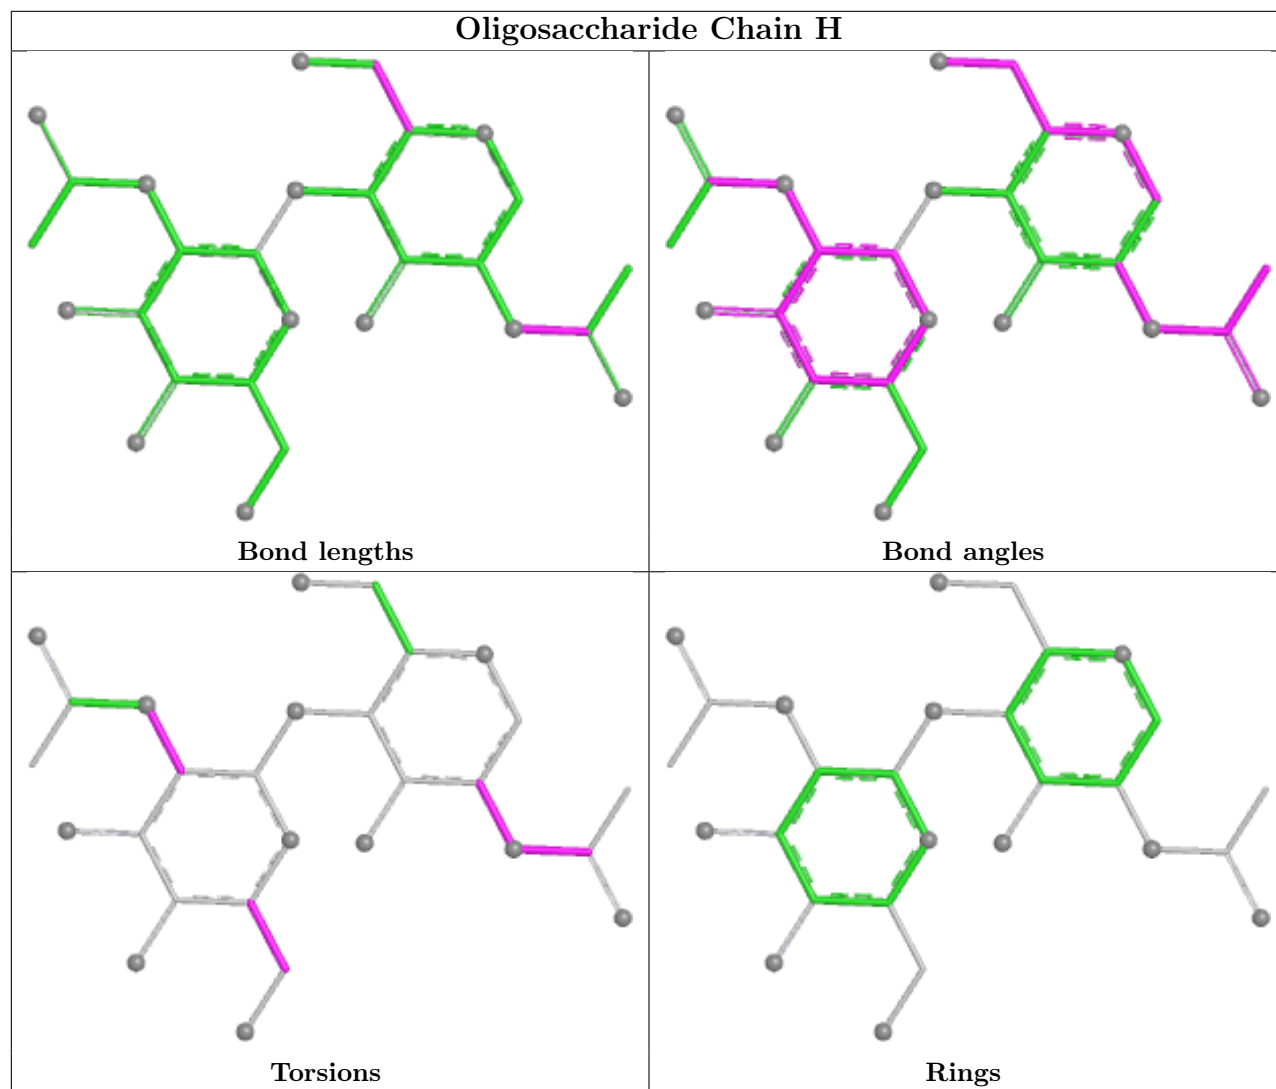 Oligosaccharide Chain H
Bond lengths
Bond angles
Torsions
Rings